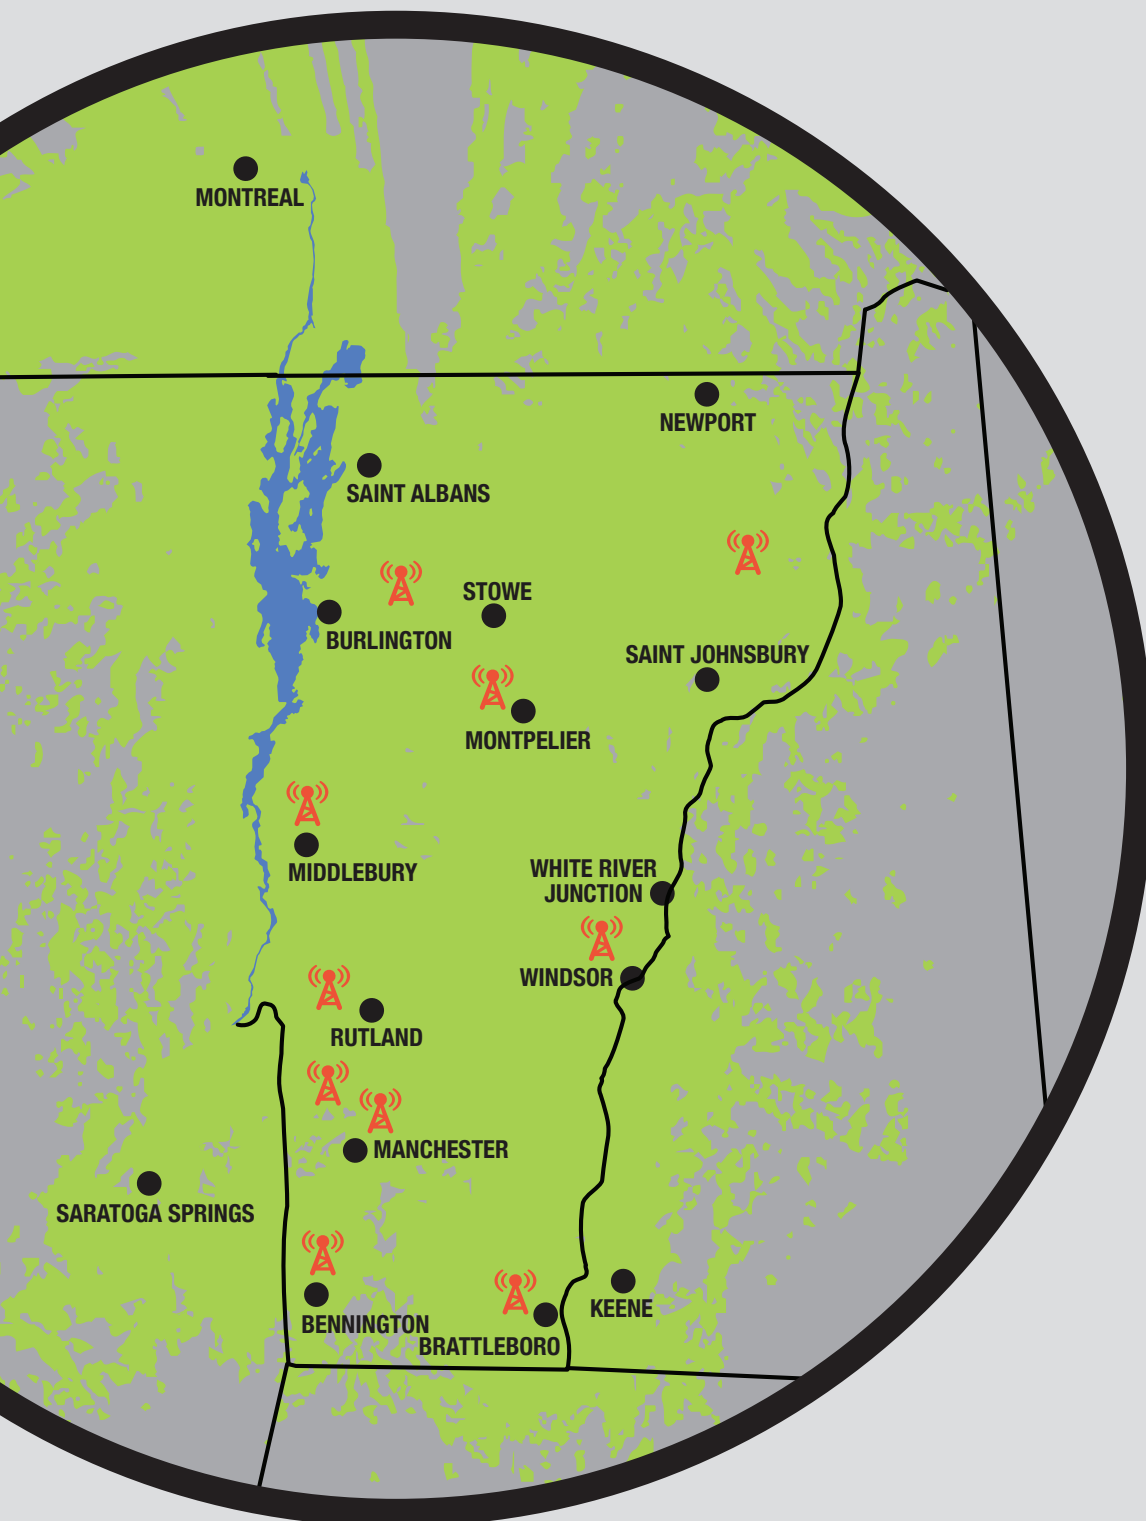 MONTREAL
NEWPORT
SAINT ALBANS
STOWE
BURLINGTON
SAINT JOHNSBURY
MONTPELIER
MIDDLEBURY
WHITE RIVER
JUNCTION
WINDSOR
RUTLAND
MANCHESTER
SARATOGA SPRINGS
KEENE
BENNINGTON
BRATTLEBORO